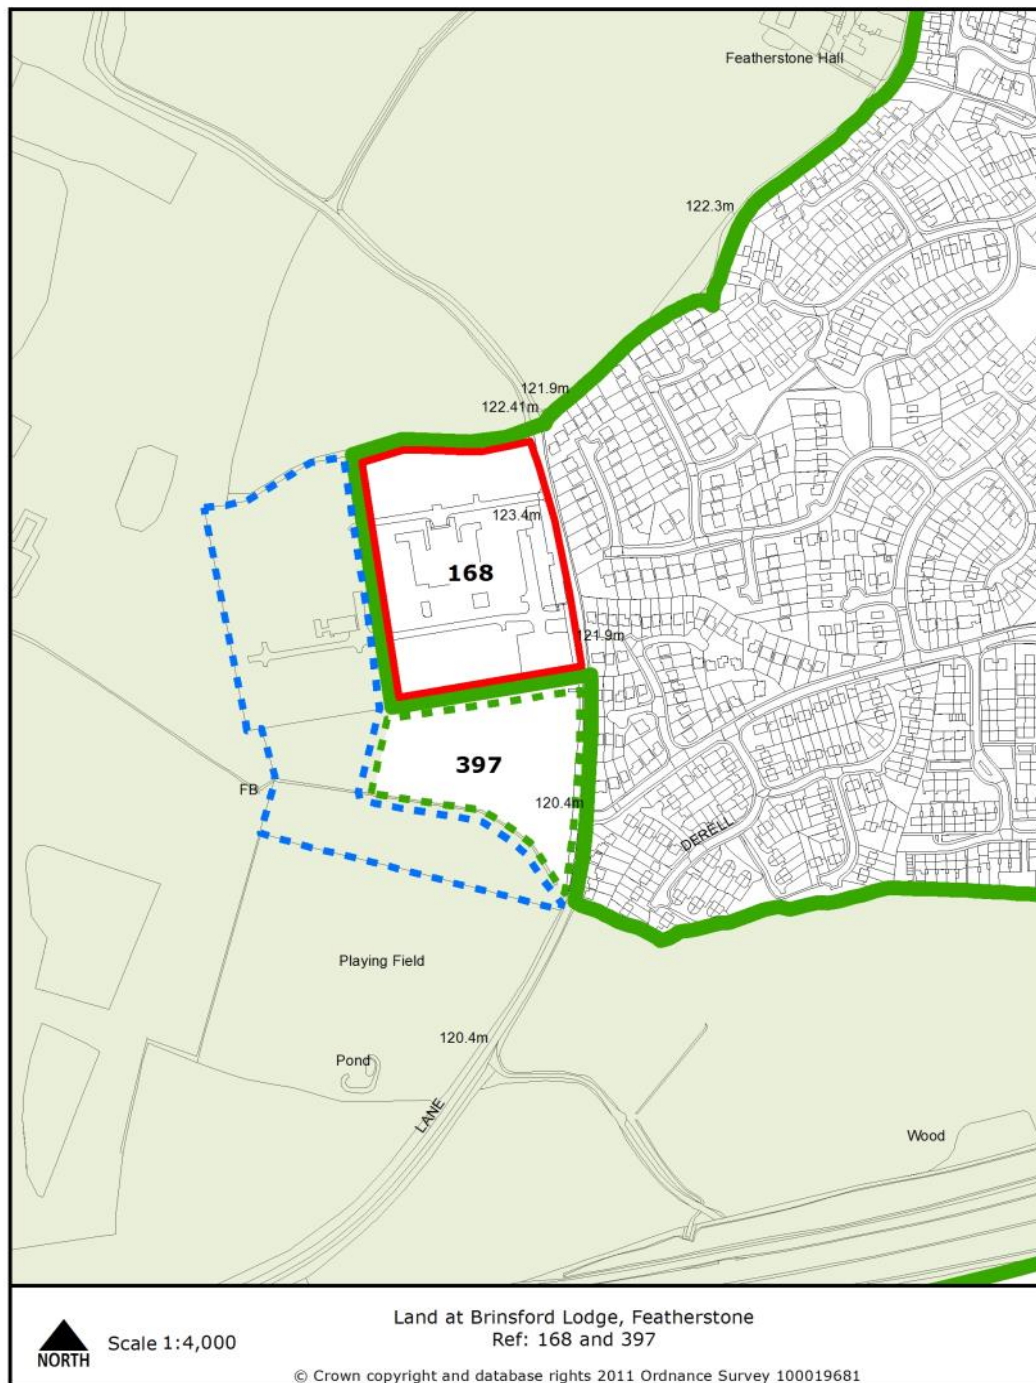 Featherstone Hall
122.3m
121.9m
122.41m
123.4m
168
121.9m
397
FB
120.4m
DERELL
Playing Field
120.4m
Pond
LANE
Wood
NORTH
Scale 1:4,000
Land at Brinsford Lodge, Featherstone
Ref: 168 and 397
© Crown copyright and database rights 2011 Ordnance Survey 100019681